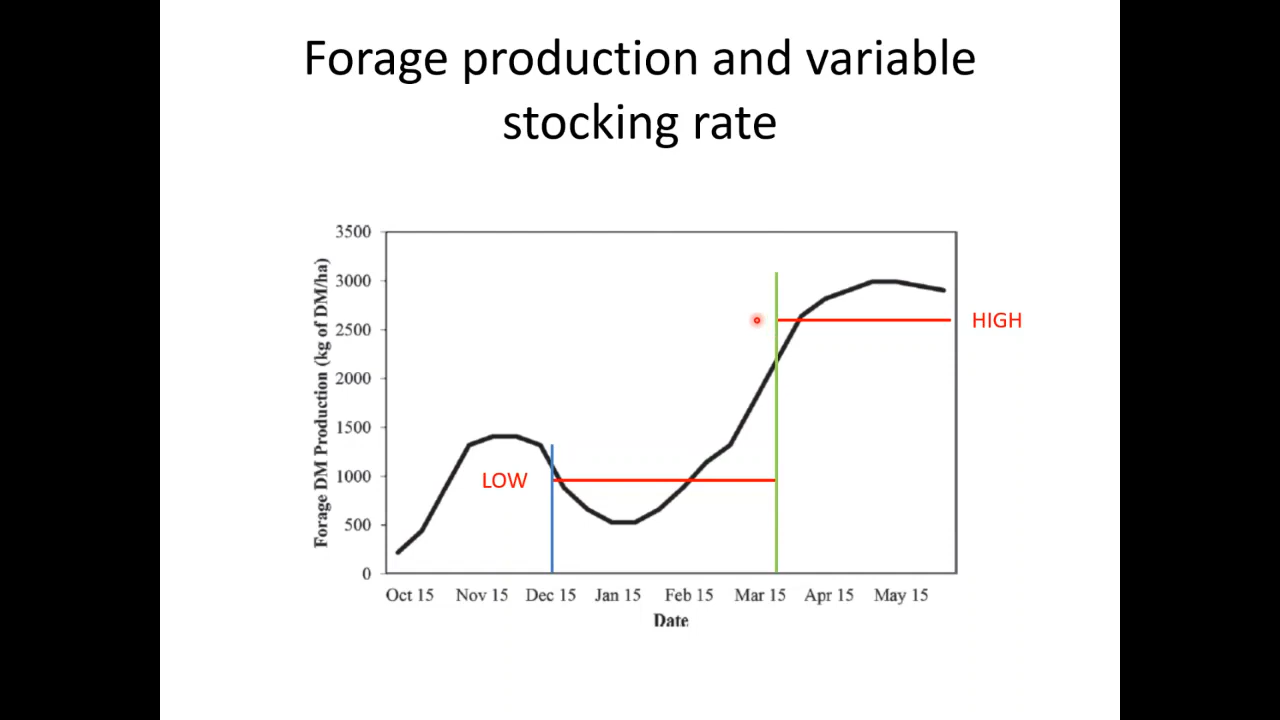 Forage production and variable
stocking rate
Forage DM Production (kg of DM/ha)
3500
3000
2500
2000
1500
1000
500
0
HIGH
LOW
Oct 15 Nov 15 Dec 15 Jan 15 Feb 15 Mar 15 Apr 15 May 15
Date